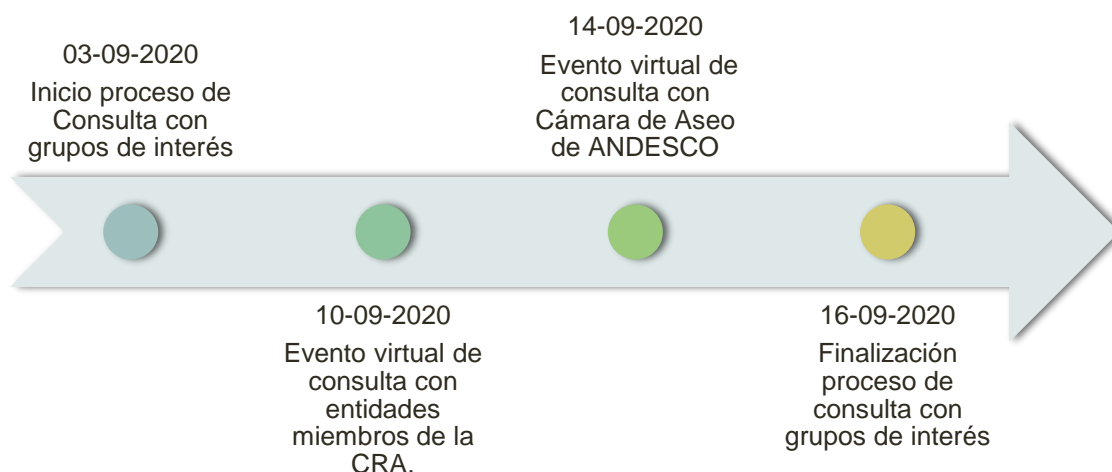 03-09-2020
Inicio proceso de
Consulta con
grupos de interés
10-09-2020
Evento virtual de
consulta con
entidades
miembros de la
CRA.
14-09-2020
Evento virtual de
consulta con
Cámara de Aseo
de ANDESCO
16-09-2020
Finalización
proceso de
consulta con
grupos de interés